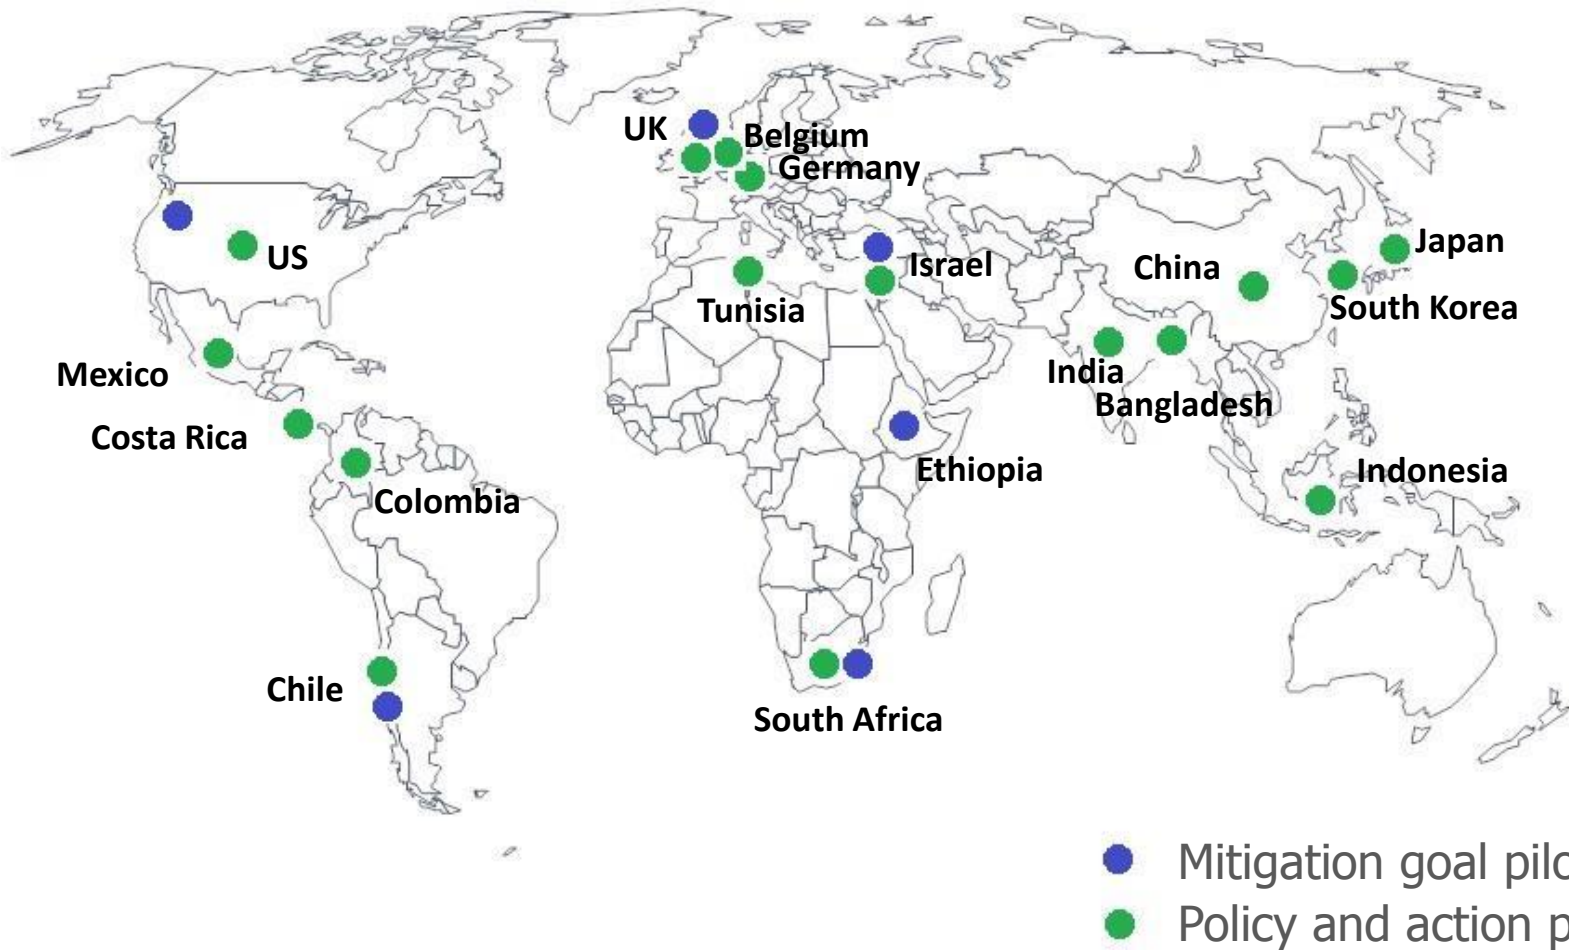 UK
Belgium
Germany
US
Israel
Japan
China
Tunisia
South Korea
Mexico
India
Bangladesh
Costa Rica
Ethiopia
Indonesia
Colombia
Chile
South Africa
Mitigation goal pilo
Policy and action p